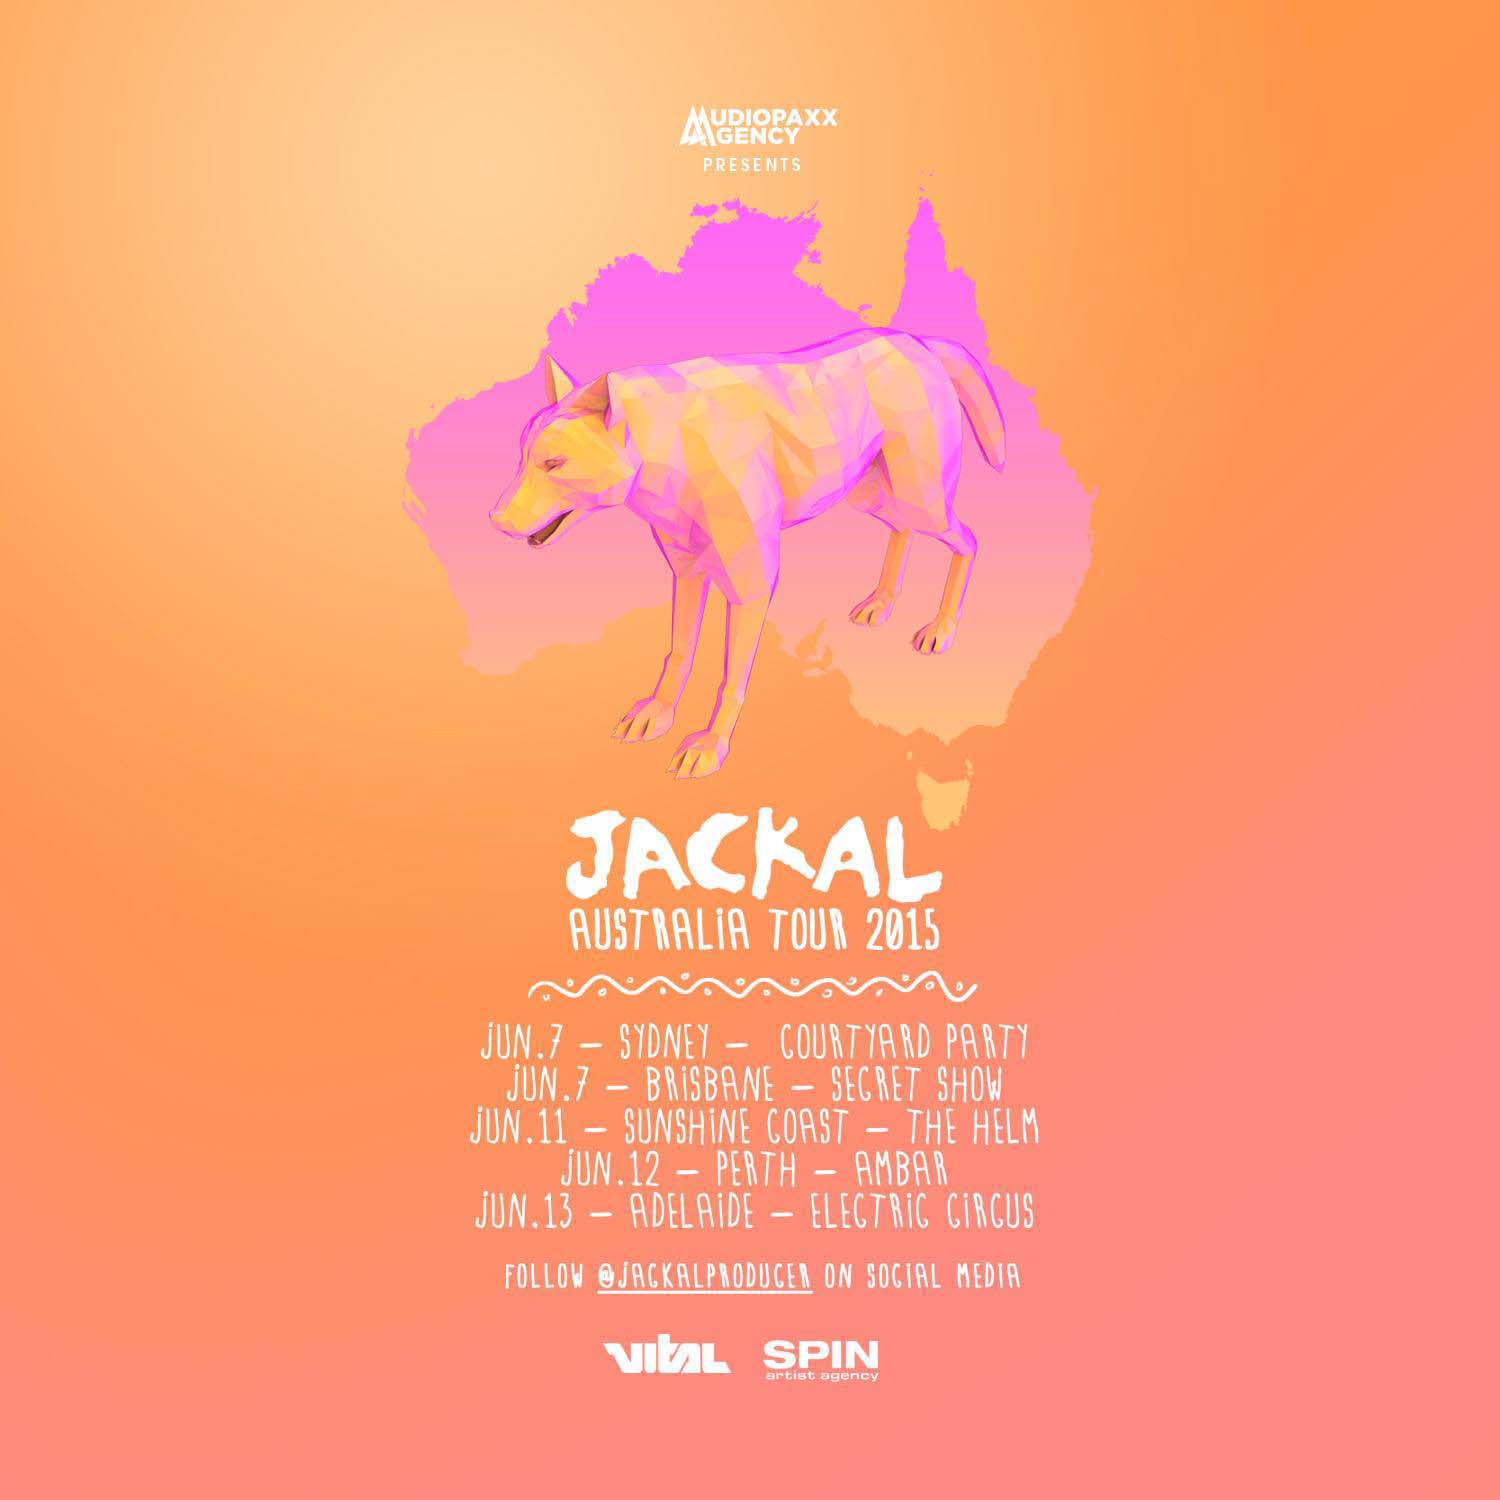 AUDIOPAXX
AGENCY
PRESENTS
JACKAL
AUSTRALIA TOUR 2015
JUN.7 – SYDNEY – COURTYARD PARTY
JUN.7 – BRISBANE – SECRET SHOW
JUN.11 – SUNSHINE COAST – THE HELM
JUN.12 – PERTH – AMBAR
JUN.13 – ADELAIDE – ELECTRIC CIRCUS
FOLLOW @JACKALPRODUCER ON SOCIAL MEDIA
VITAL SPIN
artist agency